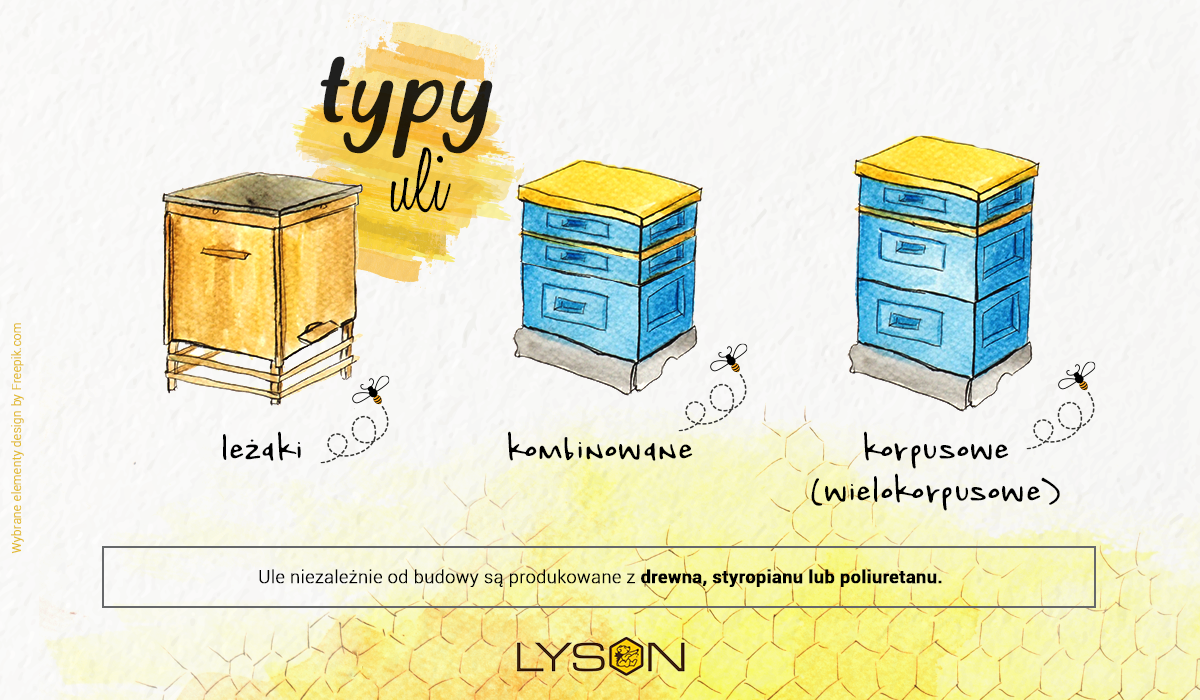 typy
uli
leżaki
kombinowane
korpusowe
(wielokorpusowe)
Ule niezależnie od budowy są produkowane z drewna, styropianu lub poliuretanu.
LYSON
Wybrane elementy design by Freepik.com